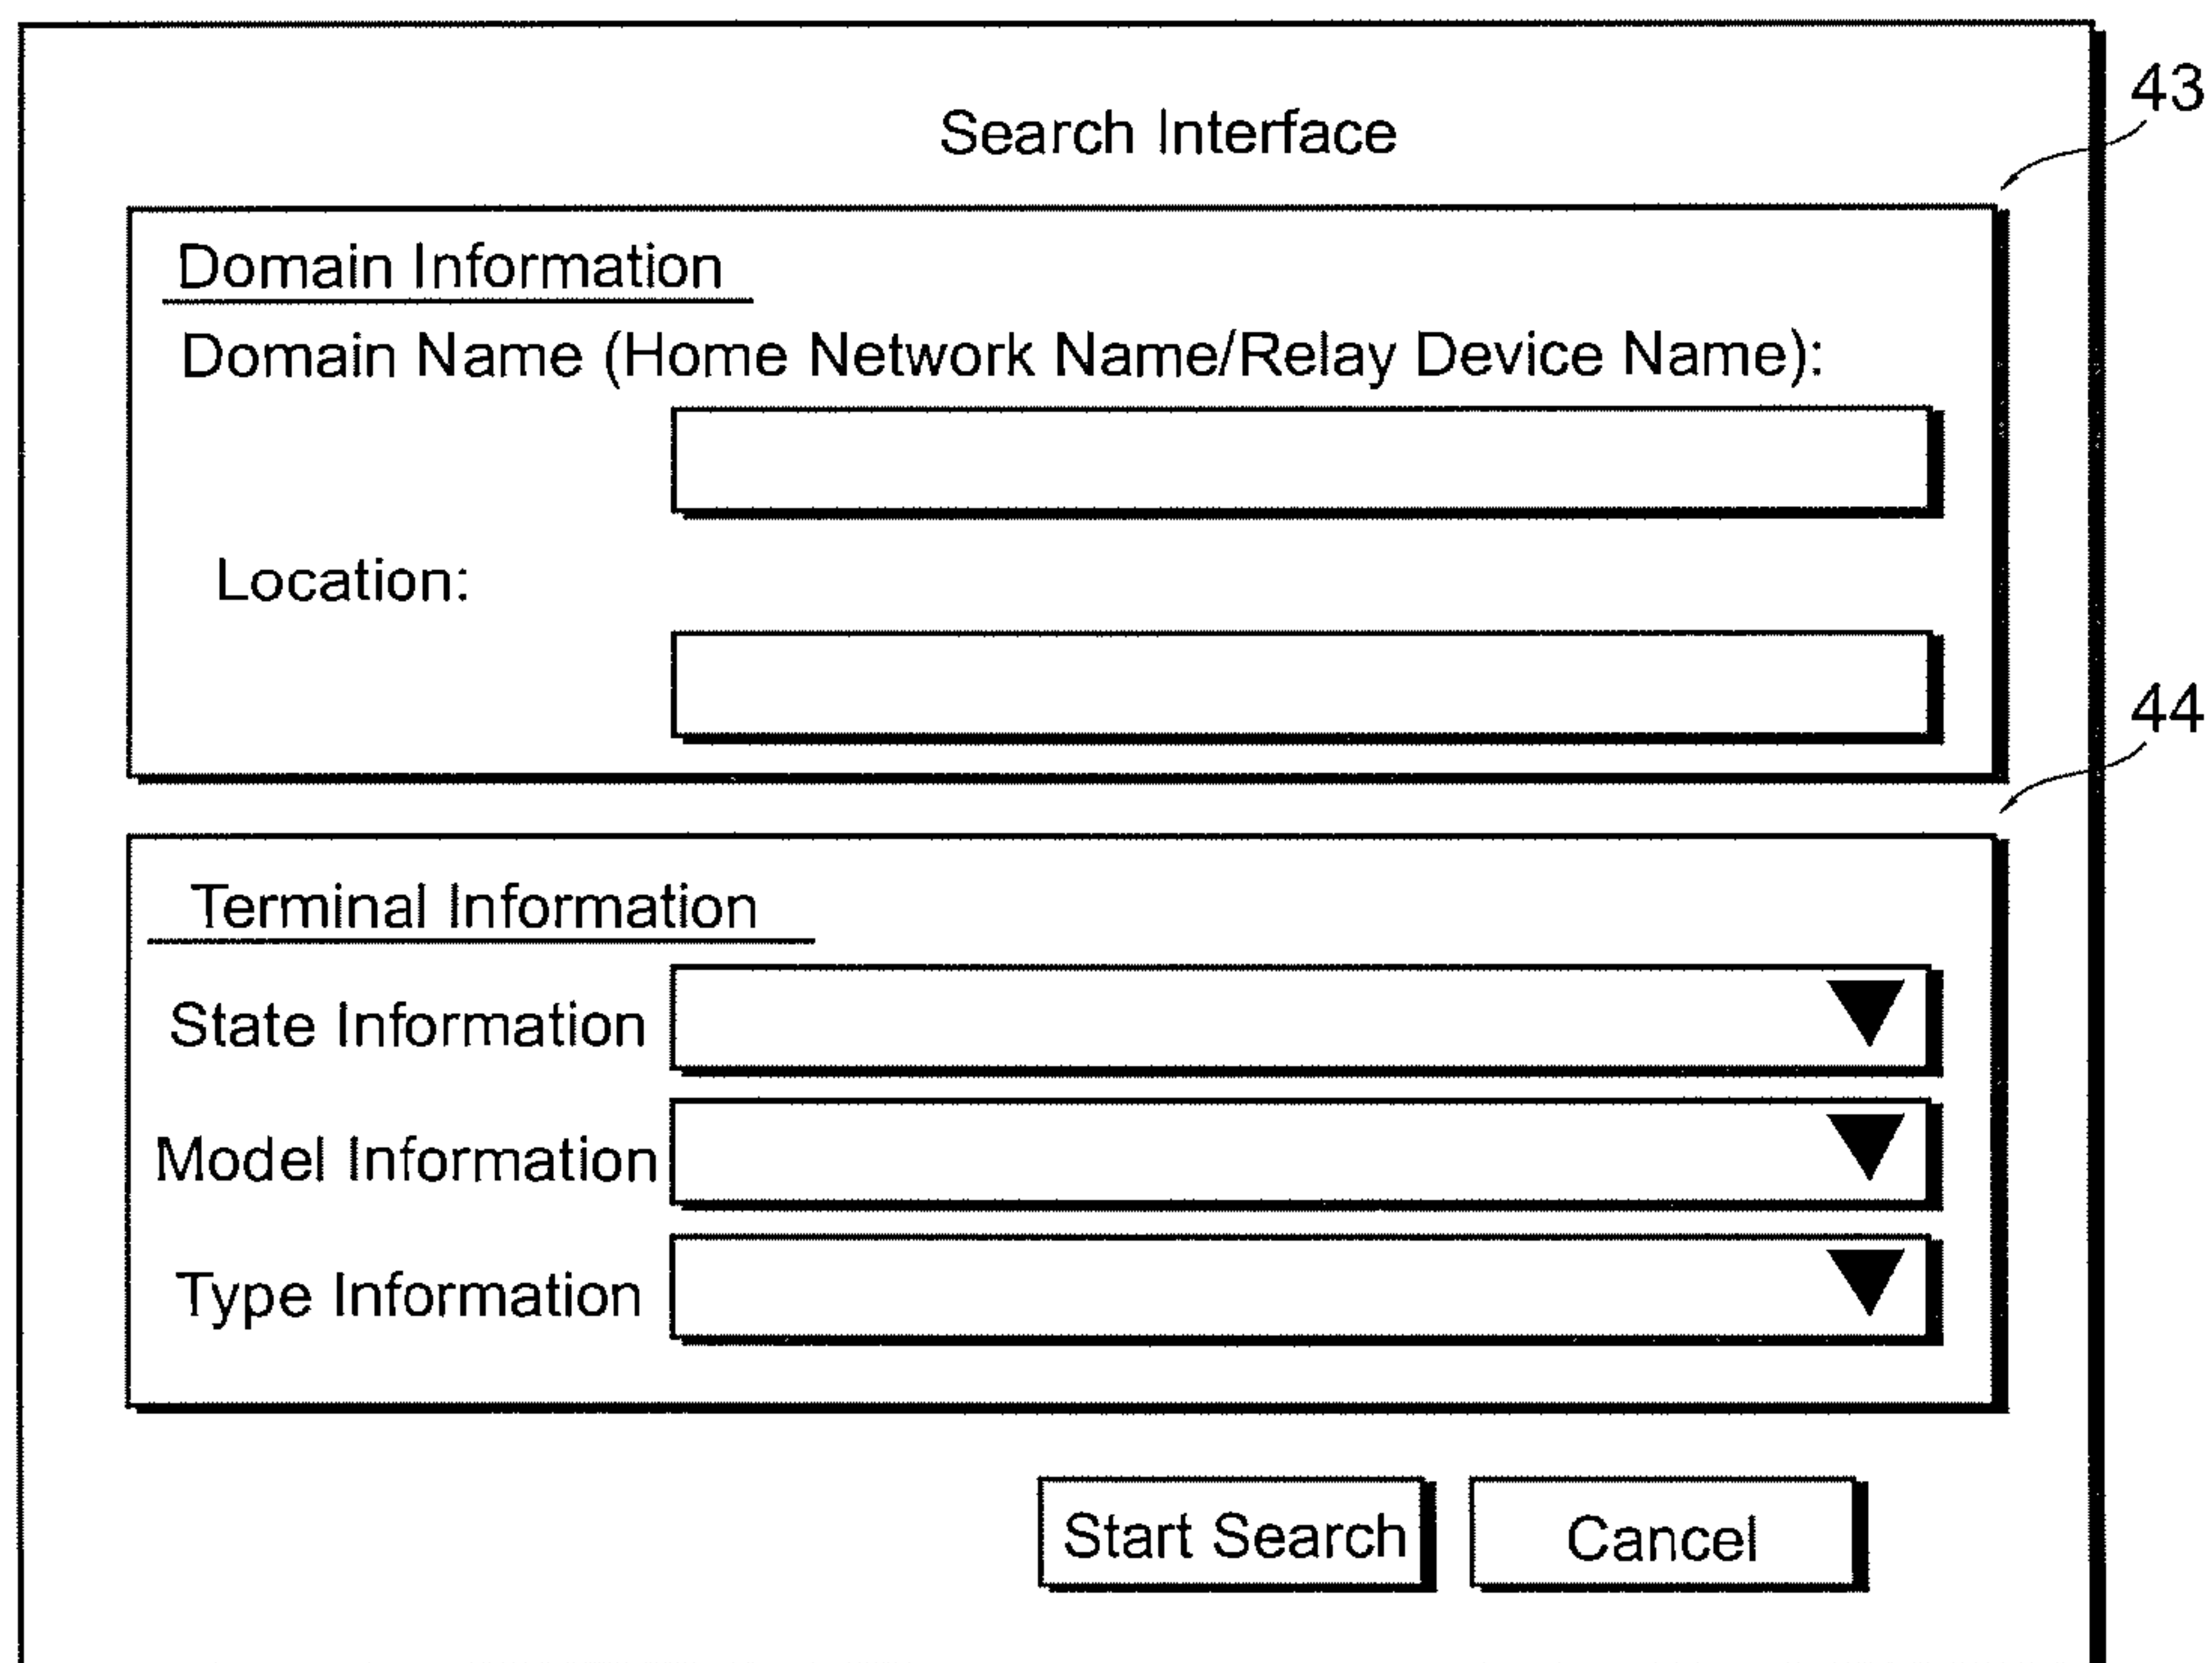 43
Search Interface
Domain Information
Domain Name (Home Network Name/Relay Device Name):
Location:
44
Terminal Information
State Information
Model Information
Type Information
Start Search
Cancel